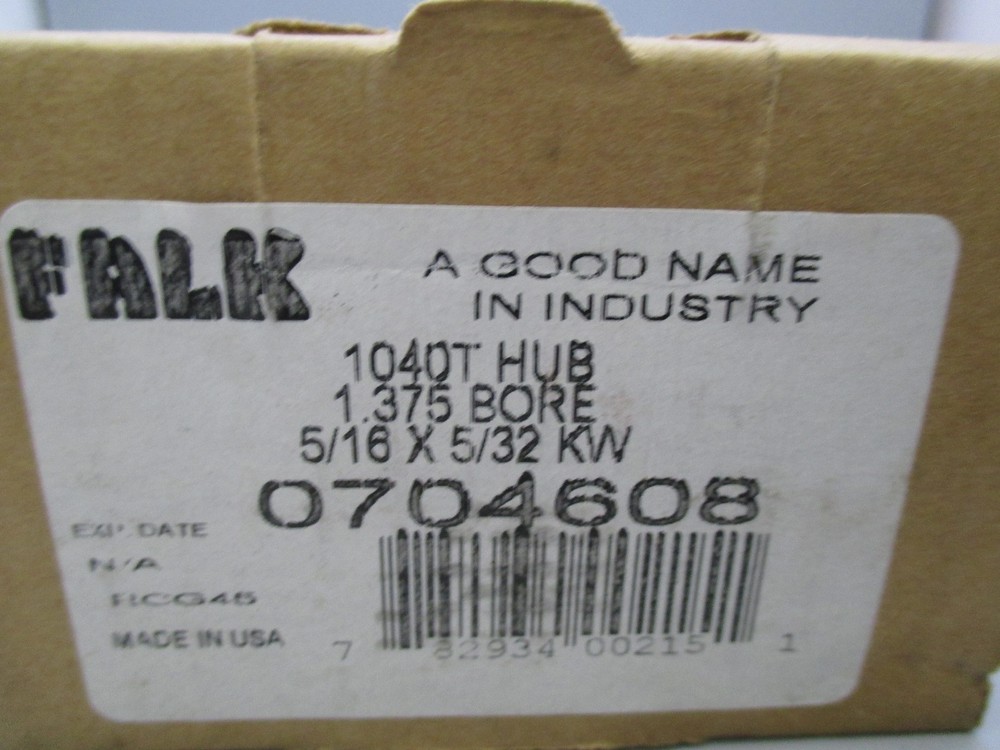 FALK
A GOOD NAME
IN INDUSTRY
1040T HUB
1.375 BORE
5/16 X 5/32 KW
0704608
EXP DATE
N/A
RCG45
MADE IN USA
7 82934 00215 1